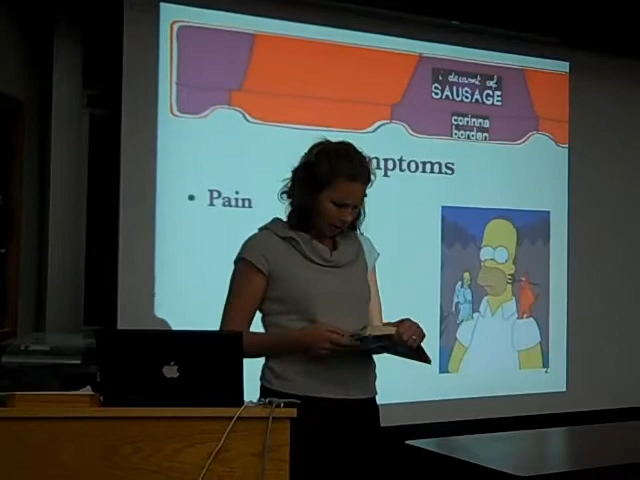 i dreamt of
SAUSAGE
corinna
borden
mptoms
• Pain